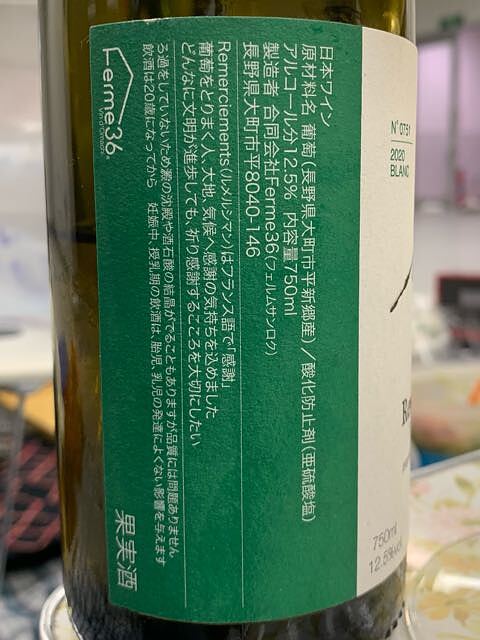 日本ワイン
原材料名 葡萄(長野県大町市平新郷産)／酸化防止剤(亜硫酸塩)
アルコール分12.5% 内容量750ml
製造者 合同会社Ferme36(フェルムサンロク)
長野県大町市平8040-146
Remerciements(ルメルシマン)はフランス語で「感謝」
葡萄をとりまく人、大地、気候へ感謝の気持ちを込めました
どんなに文明が進歩しても、祈り感謝するこころを大切にしたい
ろ過をしていないため澱の沈殿や酒石酸の結晶がでることもありますが品質には問題ありません
飲酒は20歳になってから 妊娠中、授乳期の飲酒は、胎児、乳児の発達によくない影響を与えます
Ferme36.
果実酒
N° 0751
2020
BLANC
750ml
12.5%vol